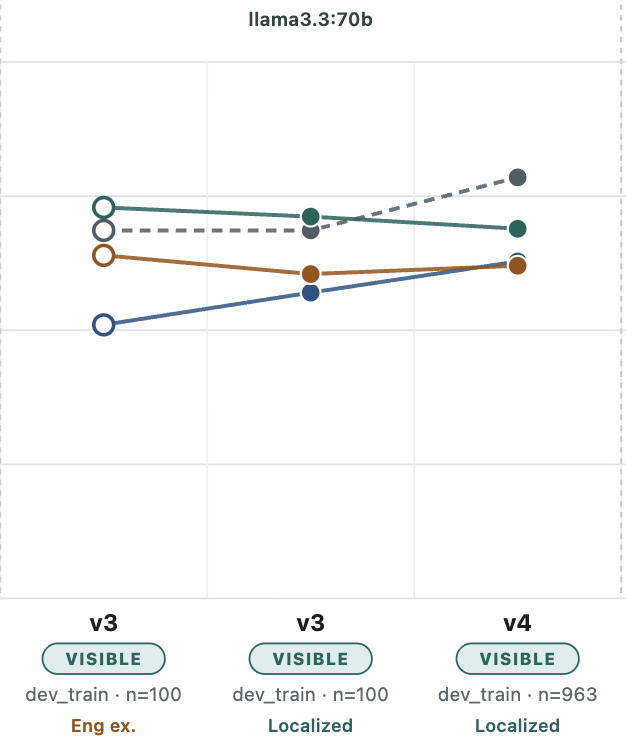 llama3.3:70b
v3 v3 v4
VISIBLE VISIBLE VISIBLE
dev_train · n=100 dev_train · n=100 dev_train · n=963
Eng ex. Localized Localized